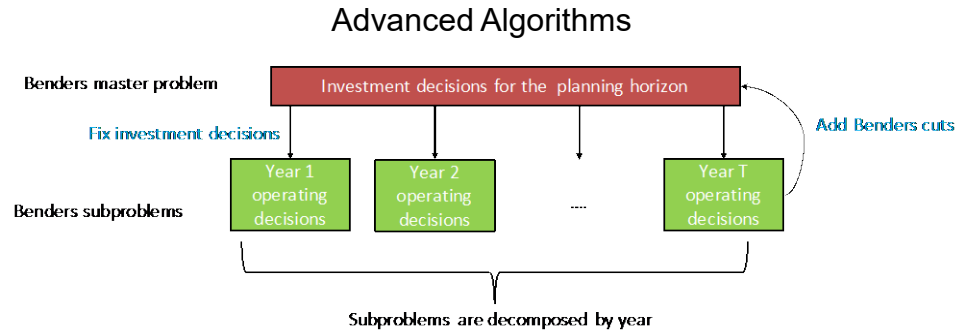 Advanced Algorithms
Benders master problem
Investment decisions for the planning horizon
Fix investment decisions
Add Benders cuts
Benders subproblems
Year 1
operating
decisions
Year 2
operating
decisions
....
Year T
operating
decisions
Subproblems are decomposed by year